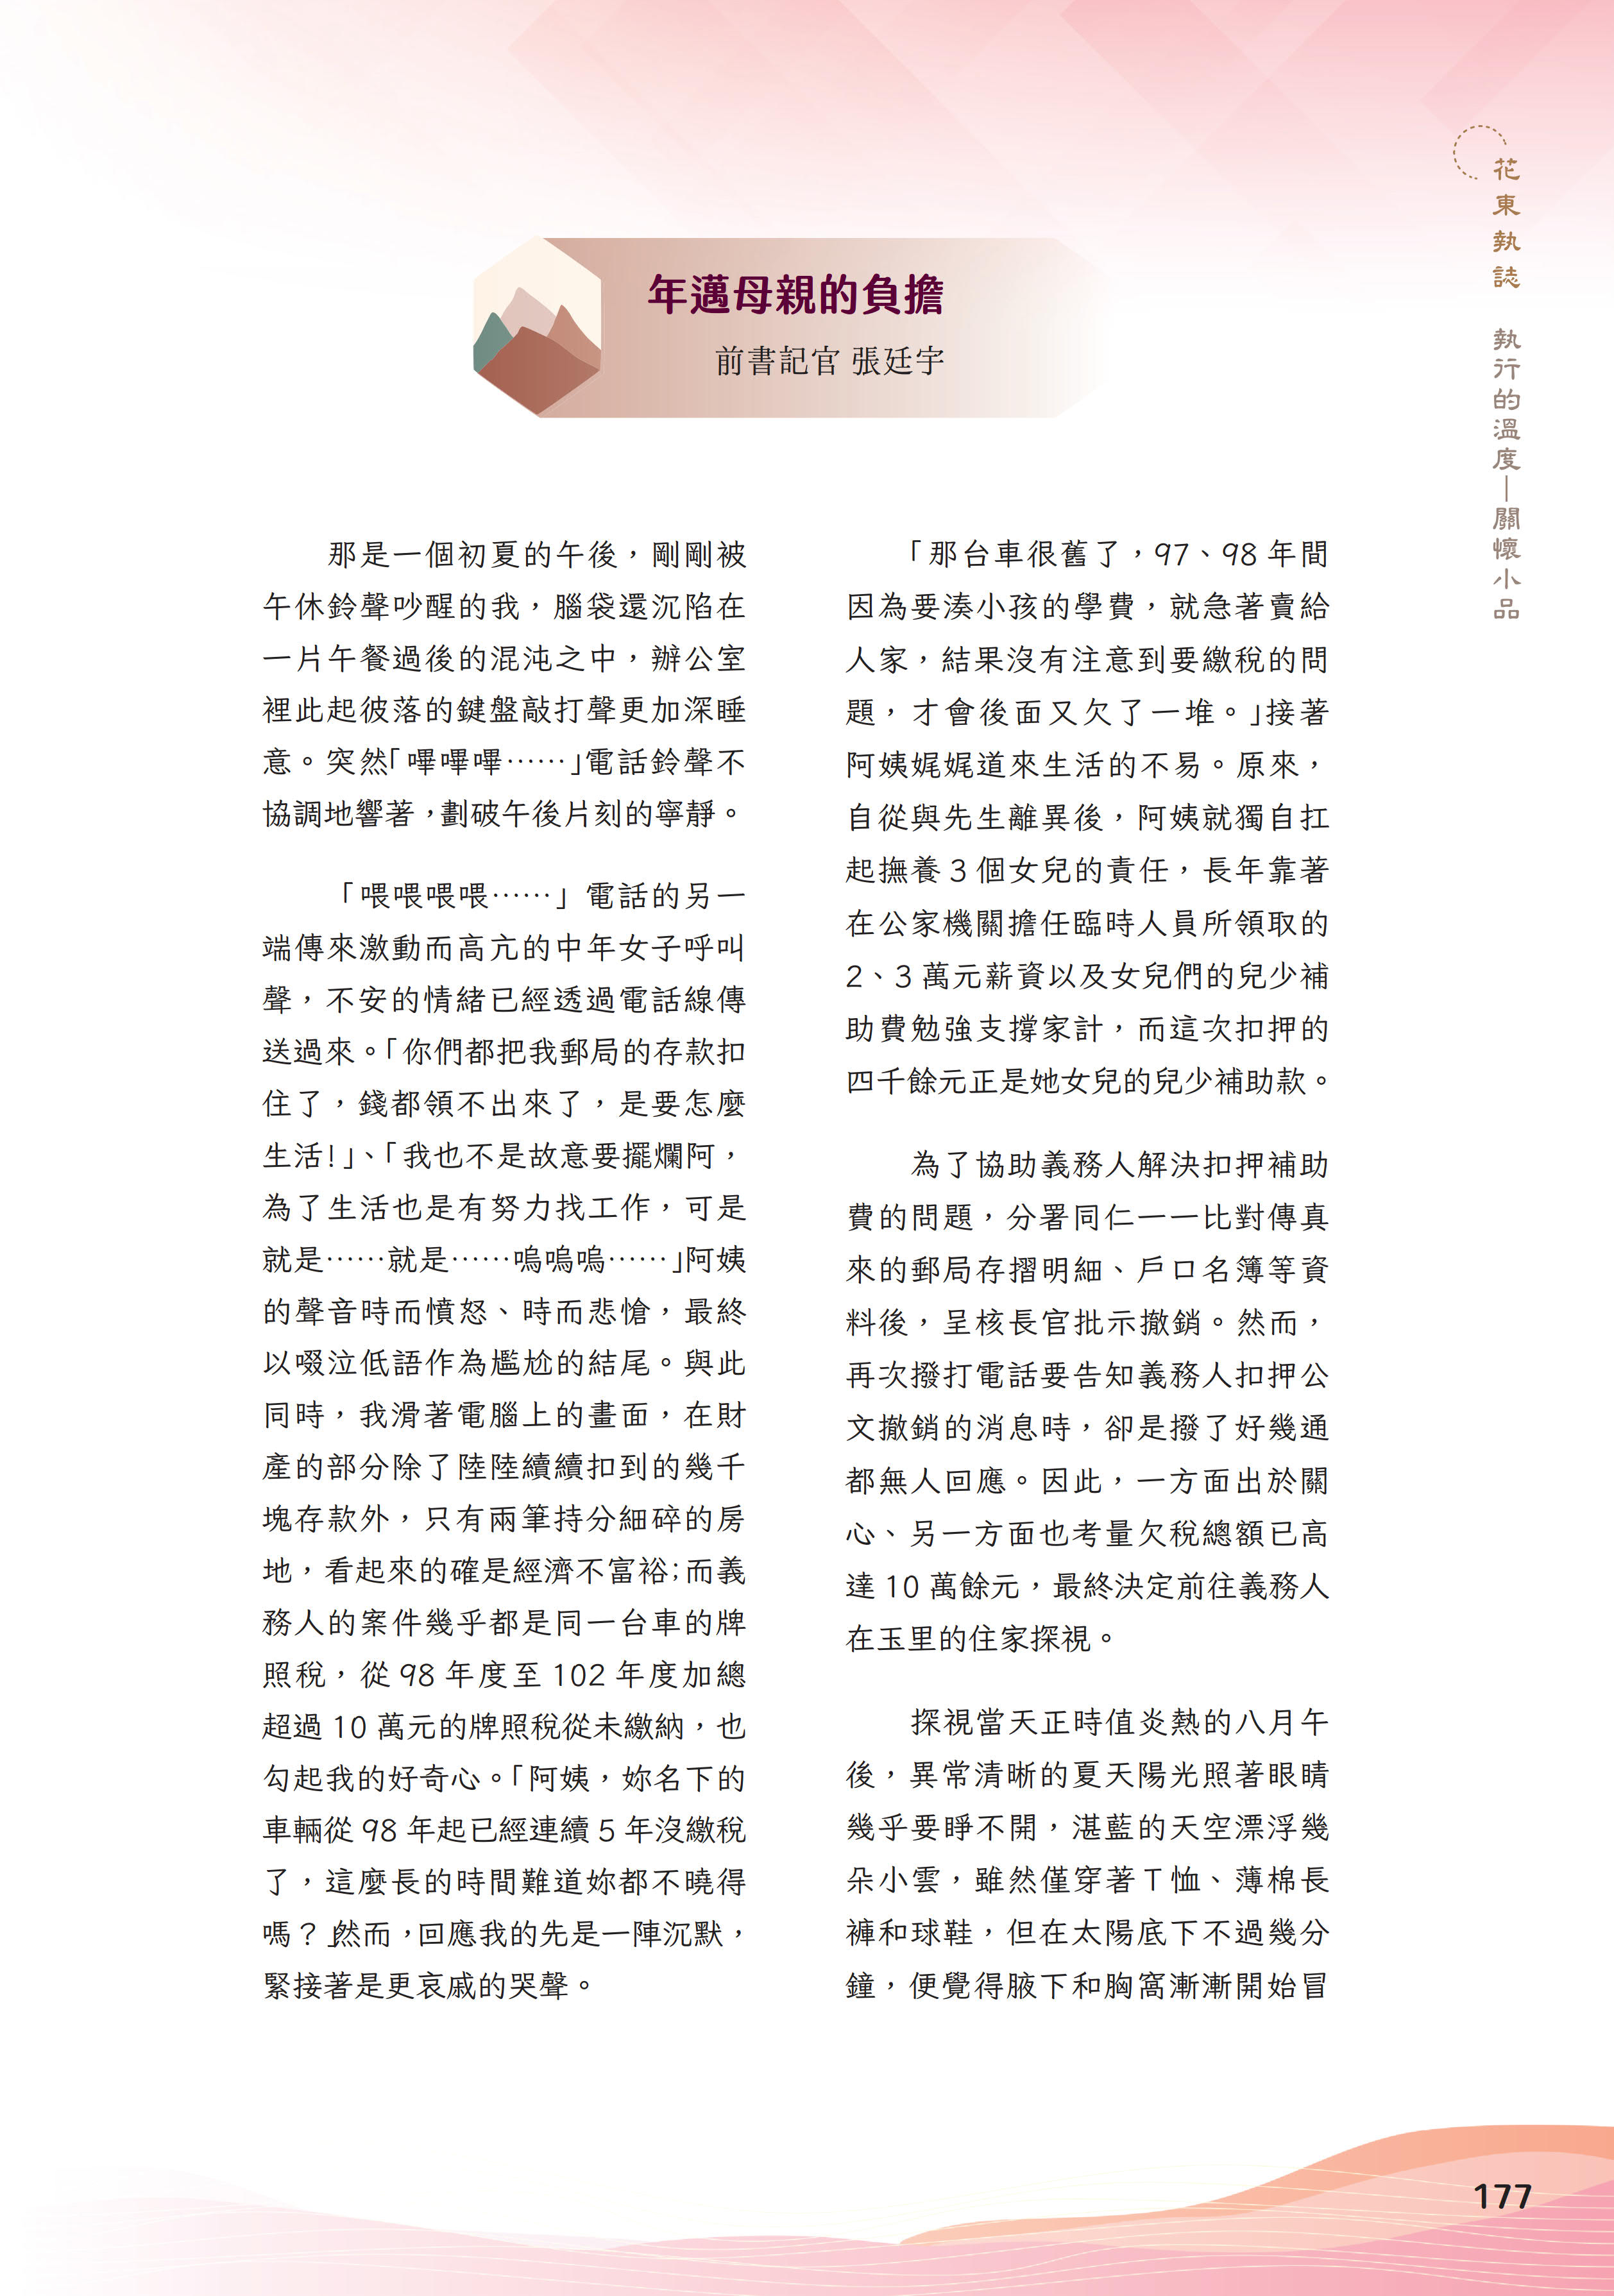 年邁母親的負擔
前書記官 張廷宇
那是一個初夏的午後，剛剛被
午休鈴聲吵醒的我，腦袋還沉陷在
一片午餐過後的混沌之中，辦公室
裡此起彼落的鍵盤敲打聲更加深睡
意。突然「嗶嗶嗶……」電話鈴聲不
協調地響著，劃破午後片刻的寧靜。
「喂喂喂喂……」電話的另一
端傳來激動而高亢的中年女子呼叫
聲，不安的情緒已經透過電話線傳
送過來。「你們都把我郵局的存款扣
住了，錢都領不出來了，是要怎麼
生活！」、「我也不是故意要擺爛阿，
為了生活也是有努力找工作，可是
就是……就是……嗚嗚嗚……」阿姨
的聲音時而憤怒、時而悲愴，最終
以啜泣低語作為尷尬的結尾。與此
同時，我滑著電腦上的畫面，在財
產的部分除了陸陸續續扣到的幾千
塊存款外，只有兩筆持分細碎的房
地，看起來的確是經濟不富裕；而義
務人的案件幾乎都是同一台車的牌
照稅，從 98 年度至 102 年度加總
超過 10 萬元的牌照稅從未繳納，也
勾起我的好奇心。「阿姨，妳名下的
車輛從 98 年起已經連續 5 年沒繳稅
了，這麼長的時間難道妳都不曉得
嗎？」然而，回應我的先是一陣沉默，
緊接著是更哀戚的哭聲。
「那台車很舊了，97、98 年間
因為要湊小孩的學費，就急著賣給
人家，結果沒有注意到要繳稅的問
題，才會後面又欠了一堆。」接著
阿姨娓娓道來生活的不易。原來，
自從與先生離異後，阿姨就獨自扛
起撫養 3 個女兒的責任，長年靠著
在公家機關擔任臨時人員所領取的
2、3 萬元薪資以及女兒們的兒少補
助費勉強支撐家計，而這次扣押的
四千餘元正是她女兒的兒少補助款。
為了協助義務人解決扣押補助
費的問題，分署同仁一一比對傳真
來的郵局存摺明細、戶口名簿等資
料後，呈核長官批示撤銷。然而，
再次撥打電話要告知義務人扣押公
文撤銷的消息時，卻是撥了好幾通
都無人回應。因此，一方面出於關
心、另一方面也考量欠稅總額已高
達 10 萬餘元，最終決定前往義務人
在玉里的住家探視。
探視當天正時值炎熱的八月午
後，異常清晰的夏天陽光照著眼睛
幾乎要睜不開，湛藍的天空漂浮幾
朵小雲，雖然僅穿著 T 恤、薄棉長
褲和球鞋，但在太陽底下不過幾分
鐘，便覺得腋下和胸窩漸漸開始冒
花東執誌 執行的溫度—關懷小品
177